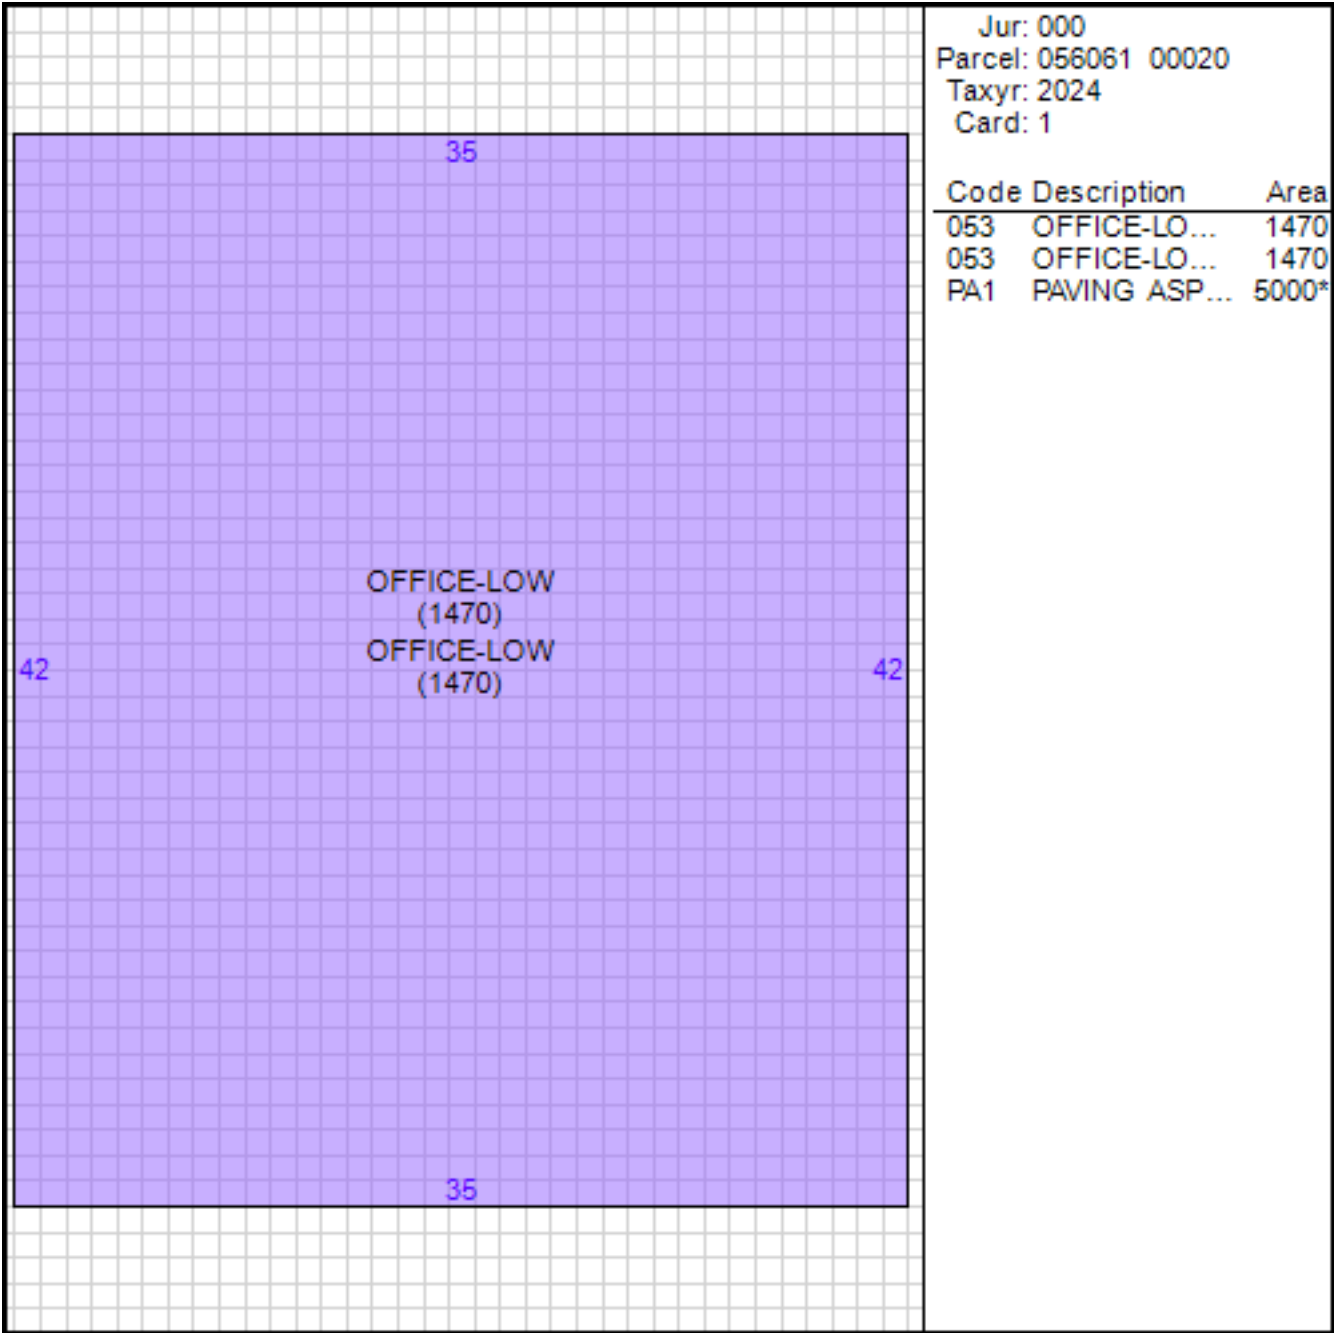 35
OFFICE-LOW
(1470)
OFFICE-LOW
(1470)
42
42
35
Jur: 000
Parcel: 056061 00020
Taxyr: 2024
Card: 1
Code Description Area
053 OFFICE-LO... 1470
053 OFFICE-LO... 1470
PA1 PAVING ASP... 5000*